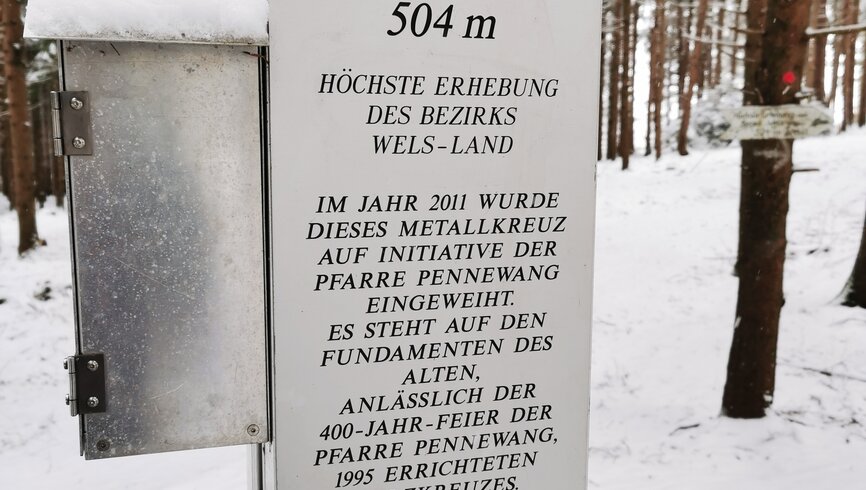 504 m
HÖCHSTE ERHEBUNG
DES BEZIRKS
WELS-LAND
IM JAHR 2011 WURDE
DIESES METALLKREUZ
AUF INITIATIVE DER
PFARRE PENNEWANG
EINGEWEIHT.
ES STEHT AUF DEN
FUNDAMENTEN DES
ALTEN,
ANLÄSSLICH DER
400-JAHR-FEIER DER
PFARRE PENNEWANG,
1995 ERRICHTETEN